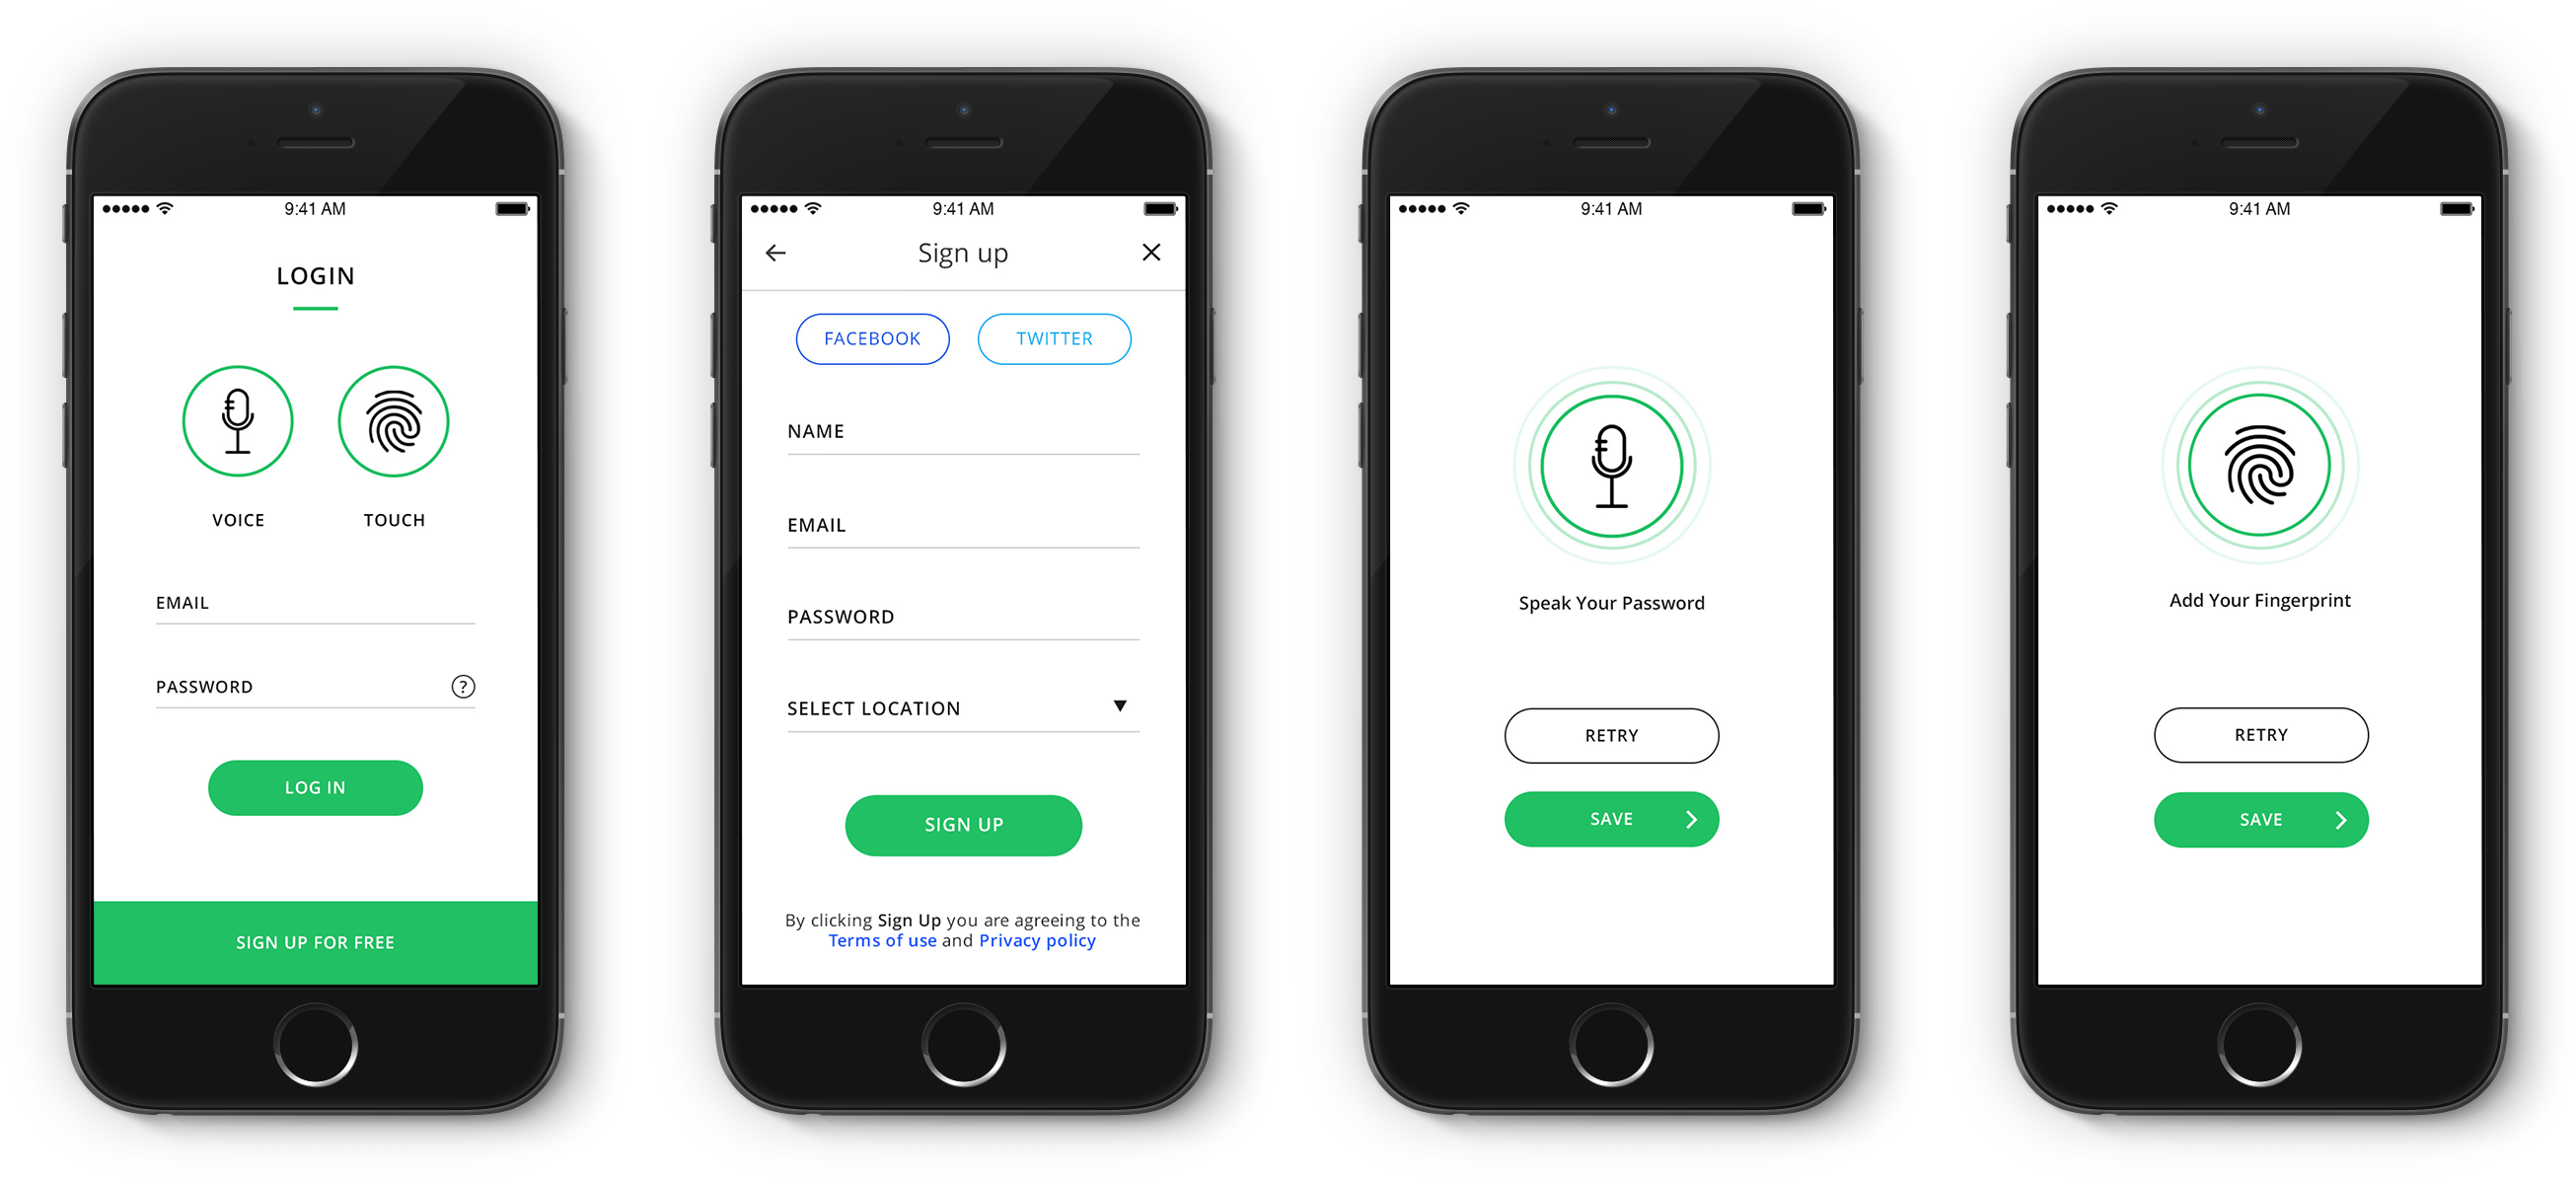 9:41 AM
LOGIN
VOICE
TOUCH
EMAIL
PASSWORD ?
LOG IN
SIGN UP FOR FREE
9:41 AM
Sign up
FACEBOOK
TWITTER
NAME
EMAIL
PASSWORD
SELECT LOCATION
SIGN UP
By clicking Sign Up you are agreeing to the
Terms of use and Privacy policy
9:41 AM
Speak Your Password
RETRY
SAVE
9:41 AM
Add Your Fingerprint
RETRY
SAVE